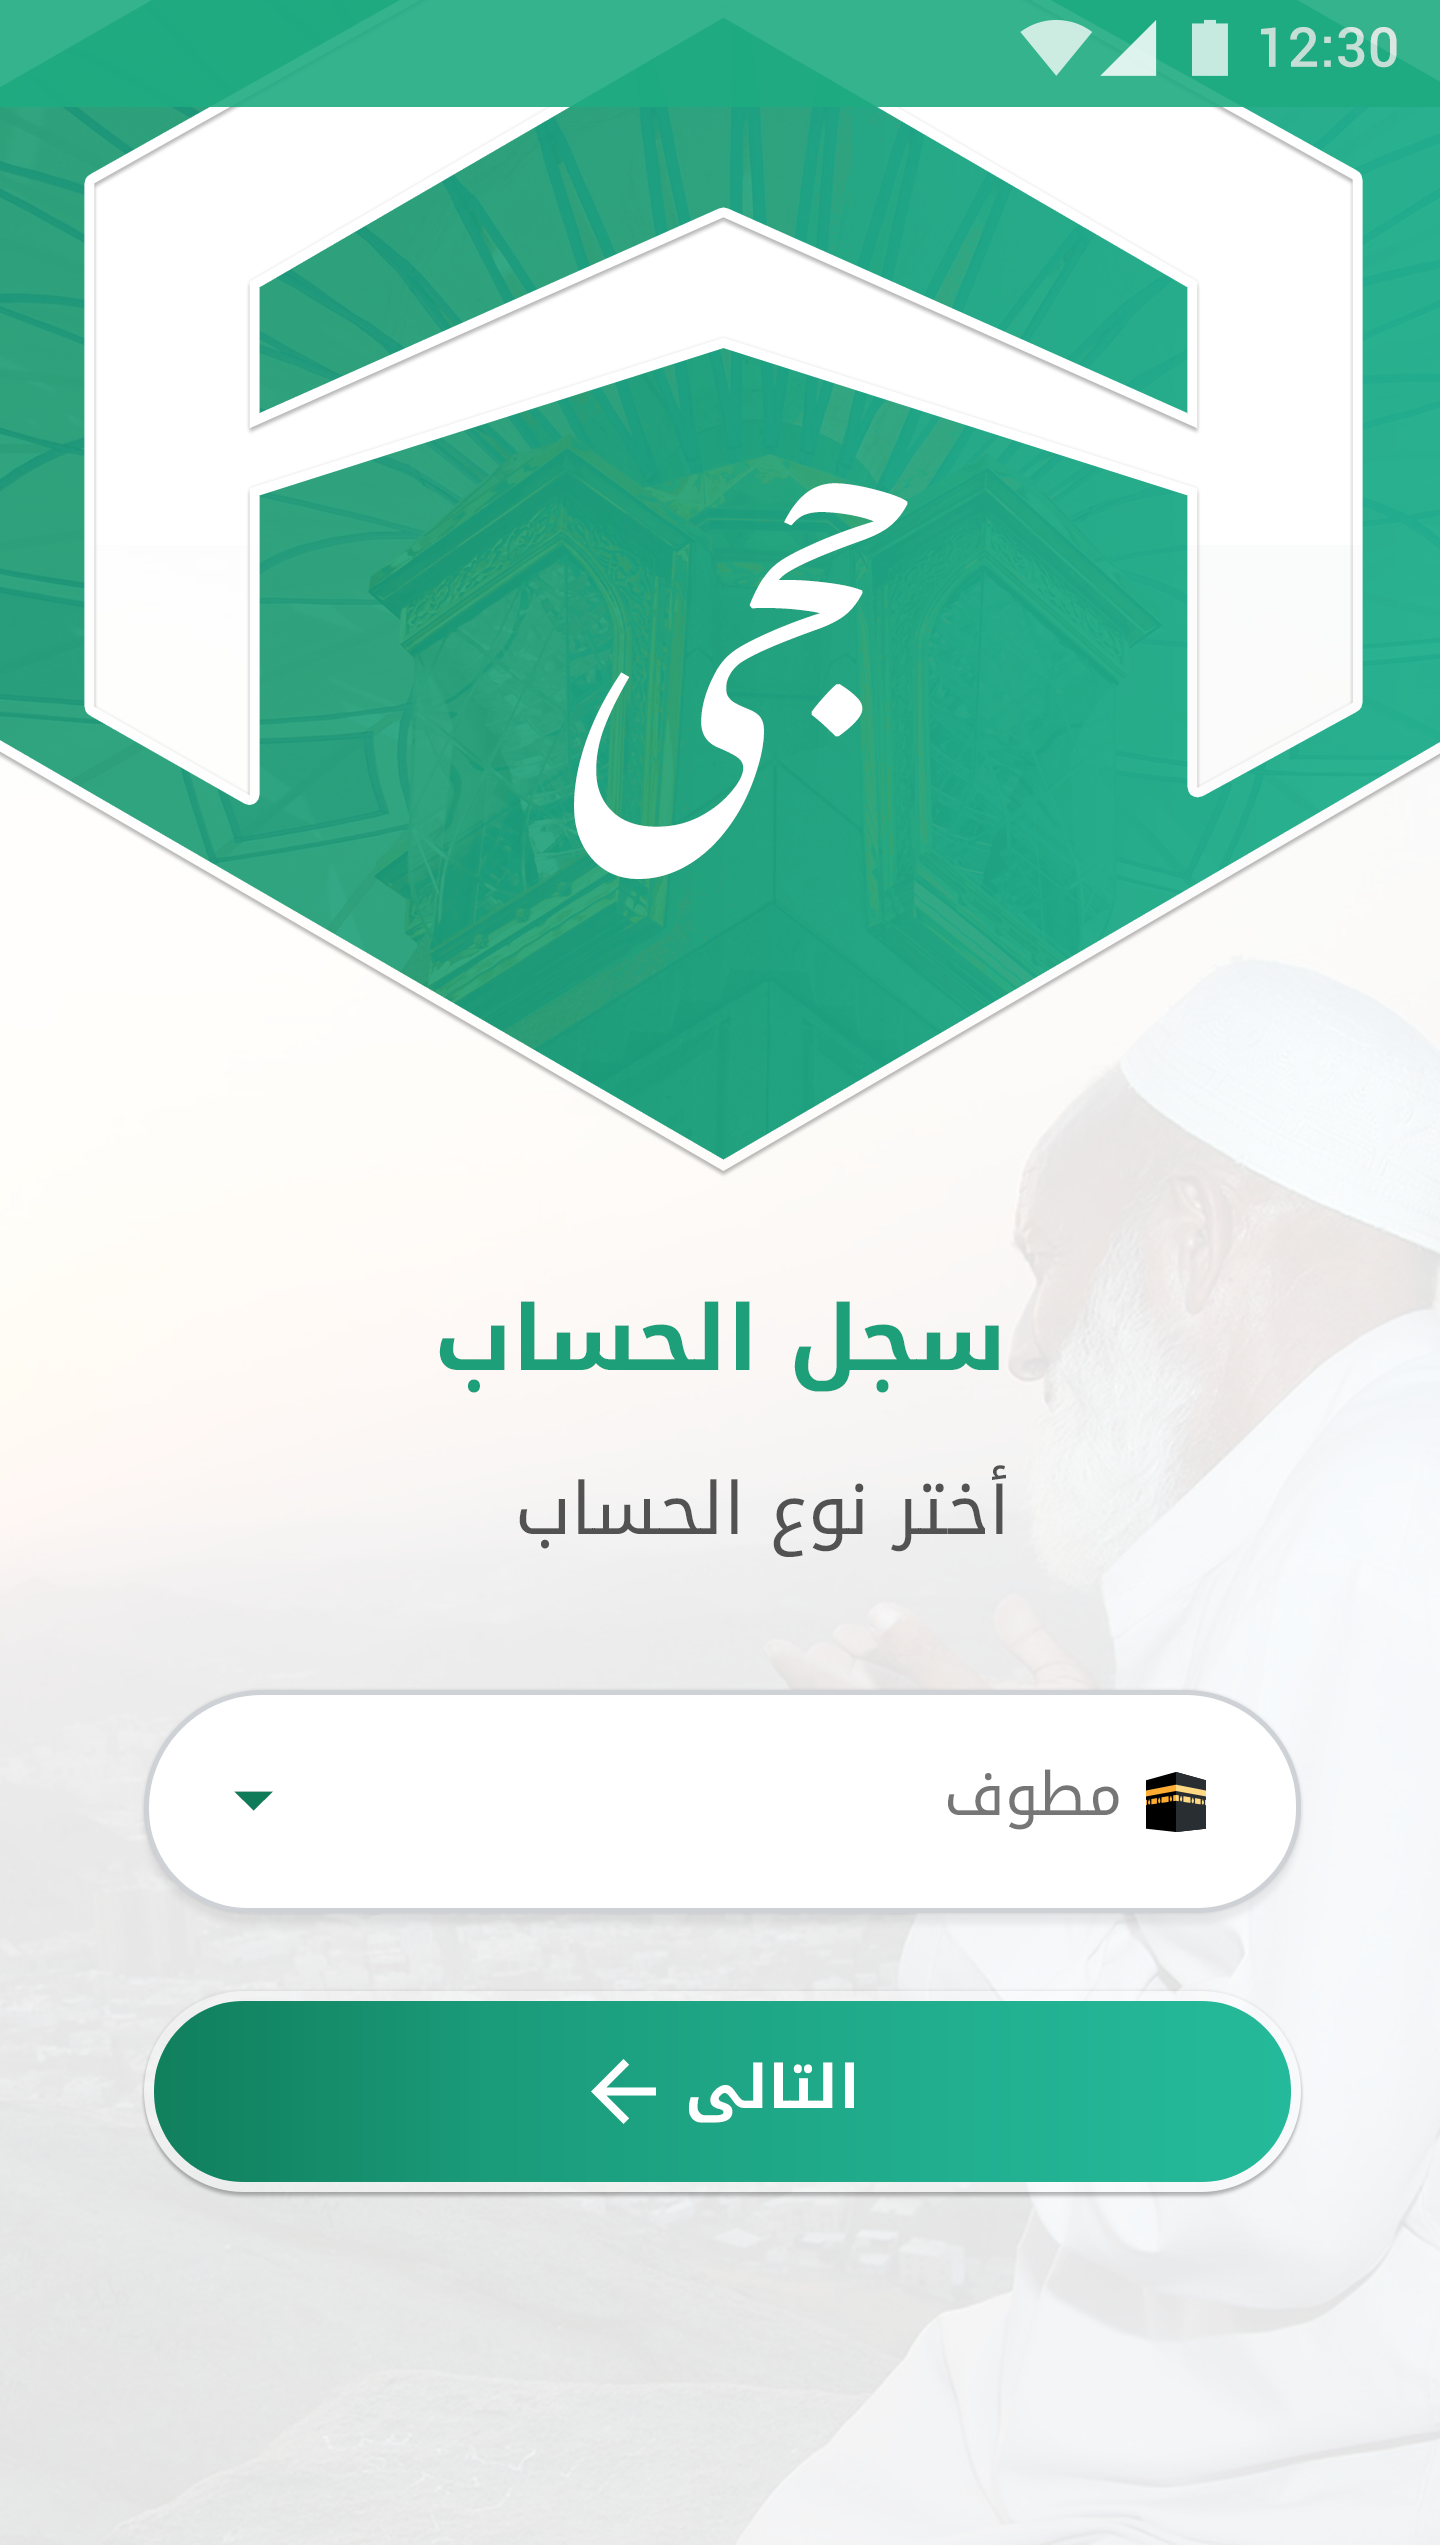 12:30
حجى
سجل الحساب
أختر نوع الحساب
مطوف
التالى